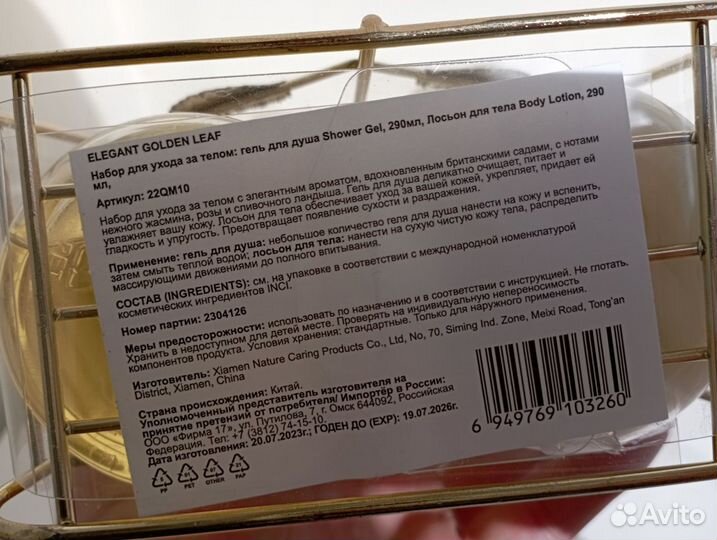 ELEGANT GOLDEN LEAF
Набор для ухода за телом: гель для душа Shower Gel, 290мл, Лосьон для тела Body Lotion, 290
мл,
Артикул: 22QM10
Набор для ухода за телом с элегантным ароматом, вдохновленным британскими садами, с нотами
нежного жасмина, розы и сливочного ландыша. Гель для душа деликатно очищает, питает и
увлажняет вашу кожу. Лосьон для тела обеспечивает уход за вашей кожей, укрепляет, придает ей
гладкость и упругость. Предотвращает появление сухости и раздражения.
Применение: гель для душа: небольшое количество геля для душа нанести на кожу и вспенить,
затем смыть теплой водой; лосьон для тела: нанести на сухую чистую кожу тела, распределить
массирующими движениями до полного впитывания.
СОСТАВ (INGREDIENTS): см. на упаковке в соответствии с международной номенклатурой
косметических ингредиентов INCI.
Номер партии: 2304126
Меры предосторожности: использовать по назначению и в соответствии с инструкцией. Не глотать.
Хранить в недоступном для детей месте. Проверять на индивидуальную непереносимость
компонентов продукта. Условия хранения: стандартные. Только для наружного применения.
Изготовитель: Xiamen Nature Caring Products Co., Ltd, No, 70, Siming Ind. Zone, Meixi Road, Tong'an
District, Xiamen, China
Страна происхождения: Китай.
Уполномоченный представитель изготовителя на
принятие претензий от потребителя/ Импортёр в России:
ООО «Фирма 17», ул. Путилова, 7, г. Омск 644092, Российская
Федерация. Тел: +7 (3812) 74-15-10.
Дата изготовления: 20.07.2023г.; ГОДЕН ДО (EXP): 19.07.2026г.
6 949769 103260
5 01 07 21
PP PET OTHER PAP
Avito